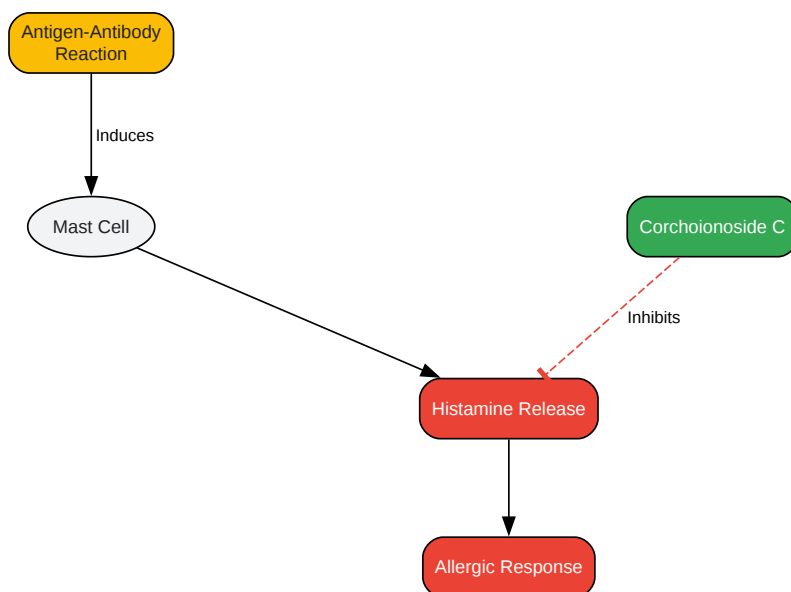 Antigen-Antibody
Reaction
Induces
Mast Cell
Corchoionoside C
Inhibits
Histamine Release
Allergic Response